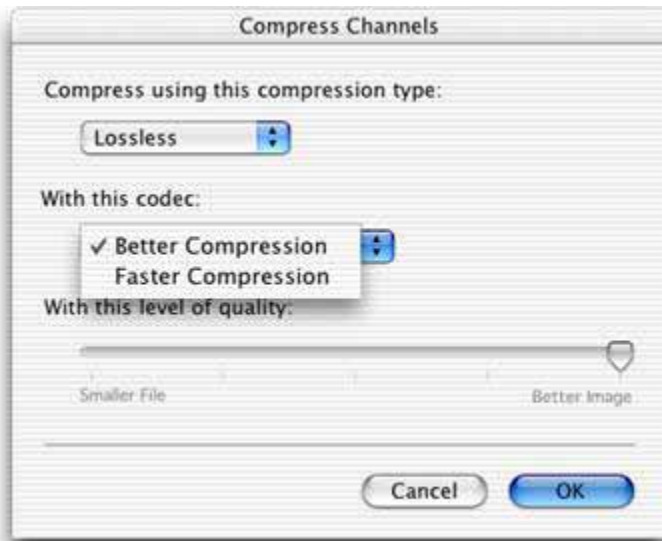 Compress Channels
Compress using this compression type:
Lossless
With this codec:
✓ Better Compression
Faster Compression
With this level of quality:
Smaller File Better Image
Cancel OK